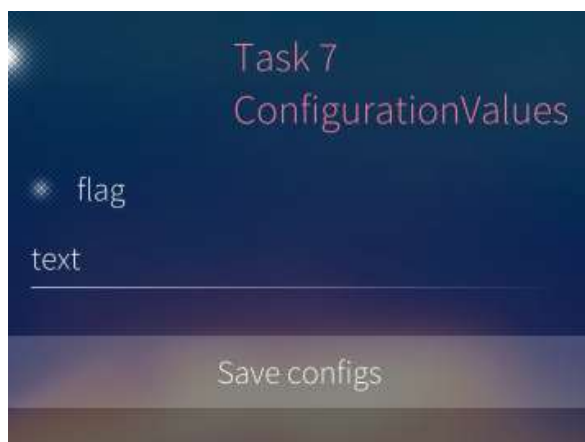 Task 7
ConfigurationValues
flag
text
Save configs